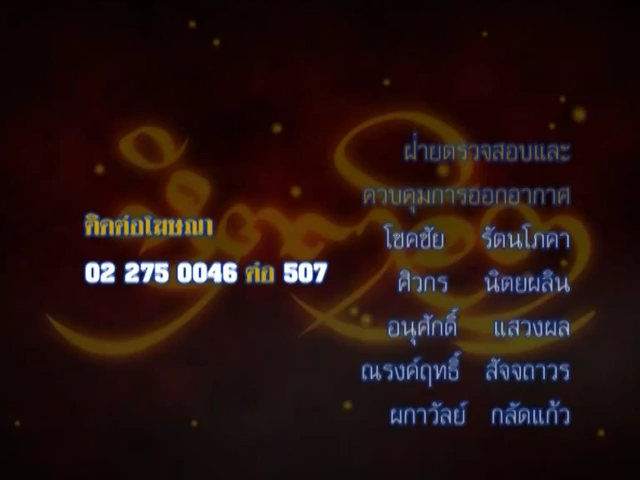 ติดต่อโฆษณา
02 275 0046 ต่อ 507
ฝ่ายตรวจสอบและ
ควบคุมการออกอากาศ
โชคชัย รัตนโภคา
ศิวกร นิตยผลิน
อนุศักดิ์ แสวงผล
ณรงค์ฤทธิ์ สัจจถาวร
ผกาวัลย์ กลัดแก้ว